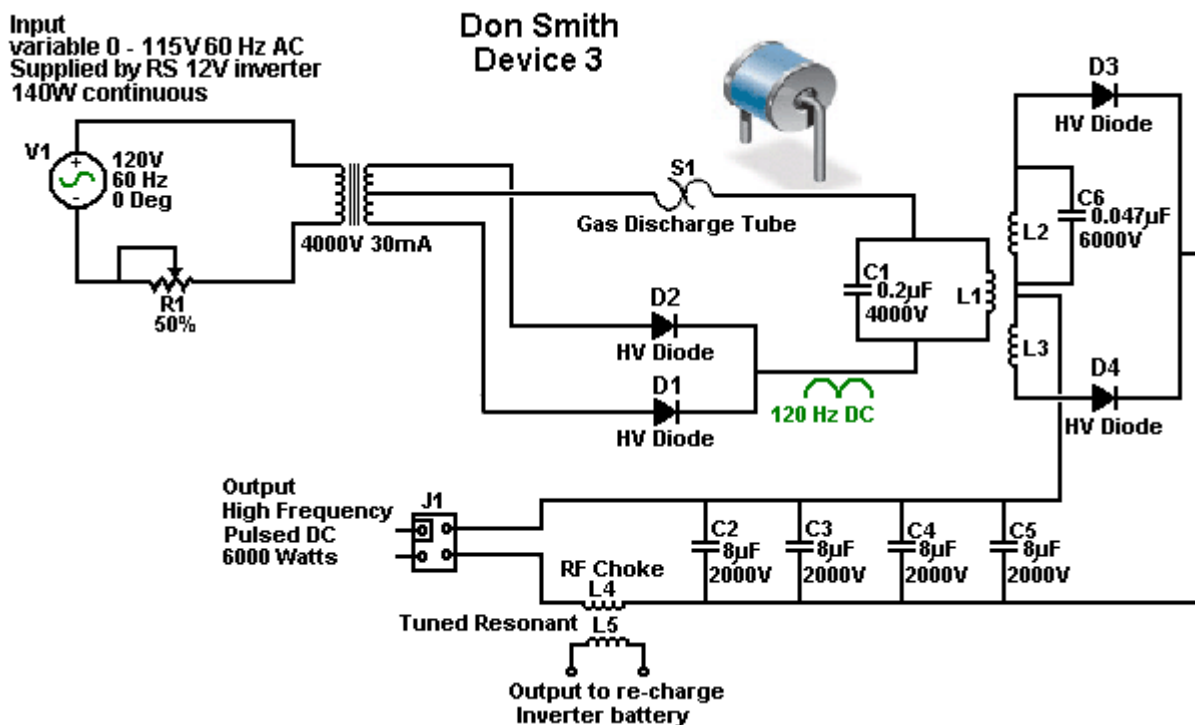 Input
variable 0 - 115V 60 Hz AC
Supplied by RS 12V inverter
140W continuous
Don Smith
Device 3
V1
120V
60 Hz
0 Deg
R1
50%
4000V 30mA
S1
Gas Discharge Tube
D2
HV Diode
D1
HV Diode
120 Hz DC
C1
0.2µF
4000V
L1
L2
L3
C6
0.047µF
6000V
D3
HV Diode
D4
HV Diode
Output
High Frequency
Pulsed DC
6000 Watts
J1
C2
8µF
2000V
C3
8µF
2000V
C4
8µF
2000V
C5
8µF
2000V
RF Choke
L4
Tuned Resonant
L5
Output to re-charge
Inverter battery